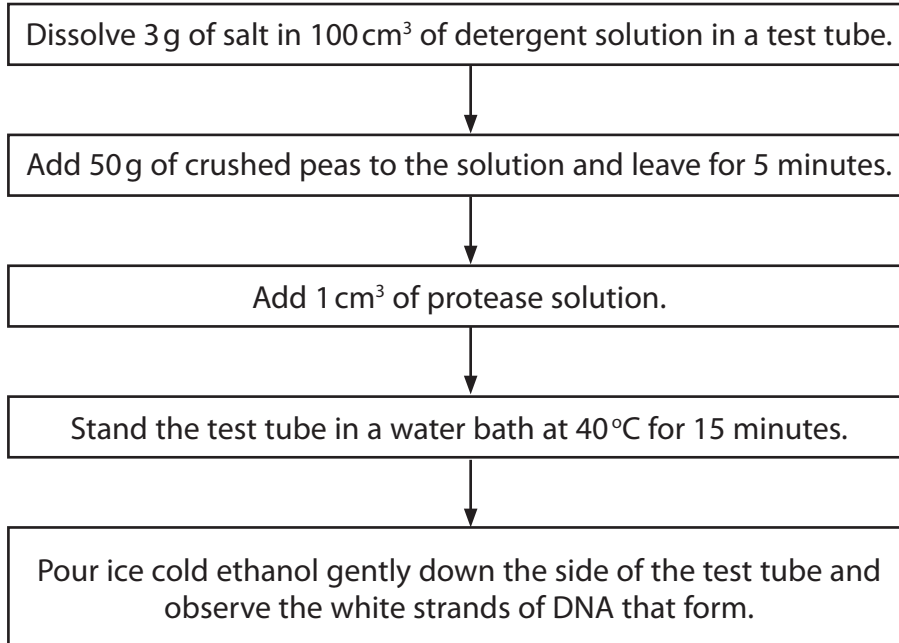 Dissolve 3 g of salt in 100 cm³ of detergent solution in a test tube.
Add 50 g of crushed peas to the solution and leave for 5 minutes.
Add 1 cm³ of protease solution.
Stand the test tube in a water bath at 40 °C for 15 minutes.
Pour ice cold ethanol gently down the side of the test tube and
observe the white strands of DNA that form.